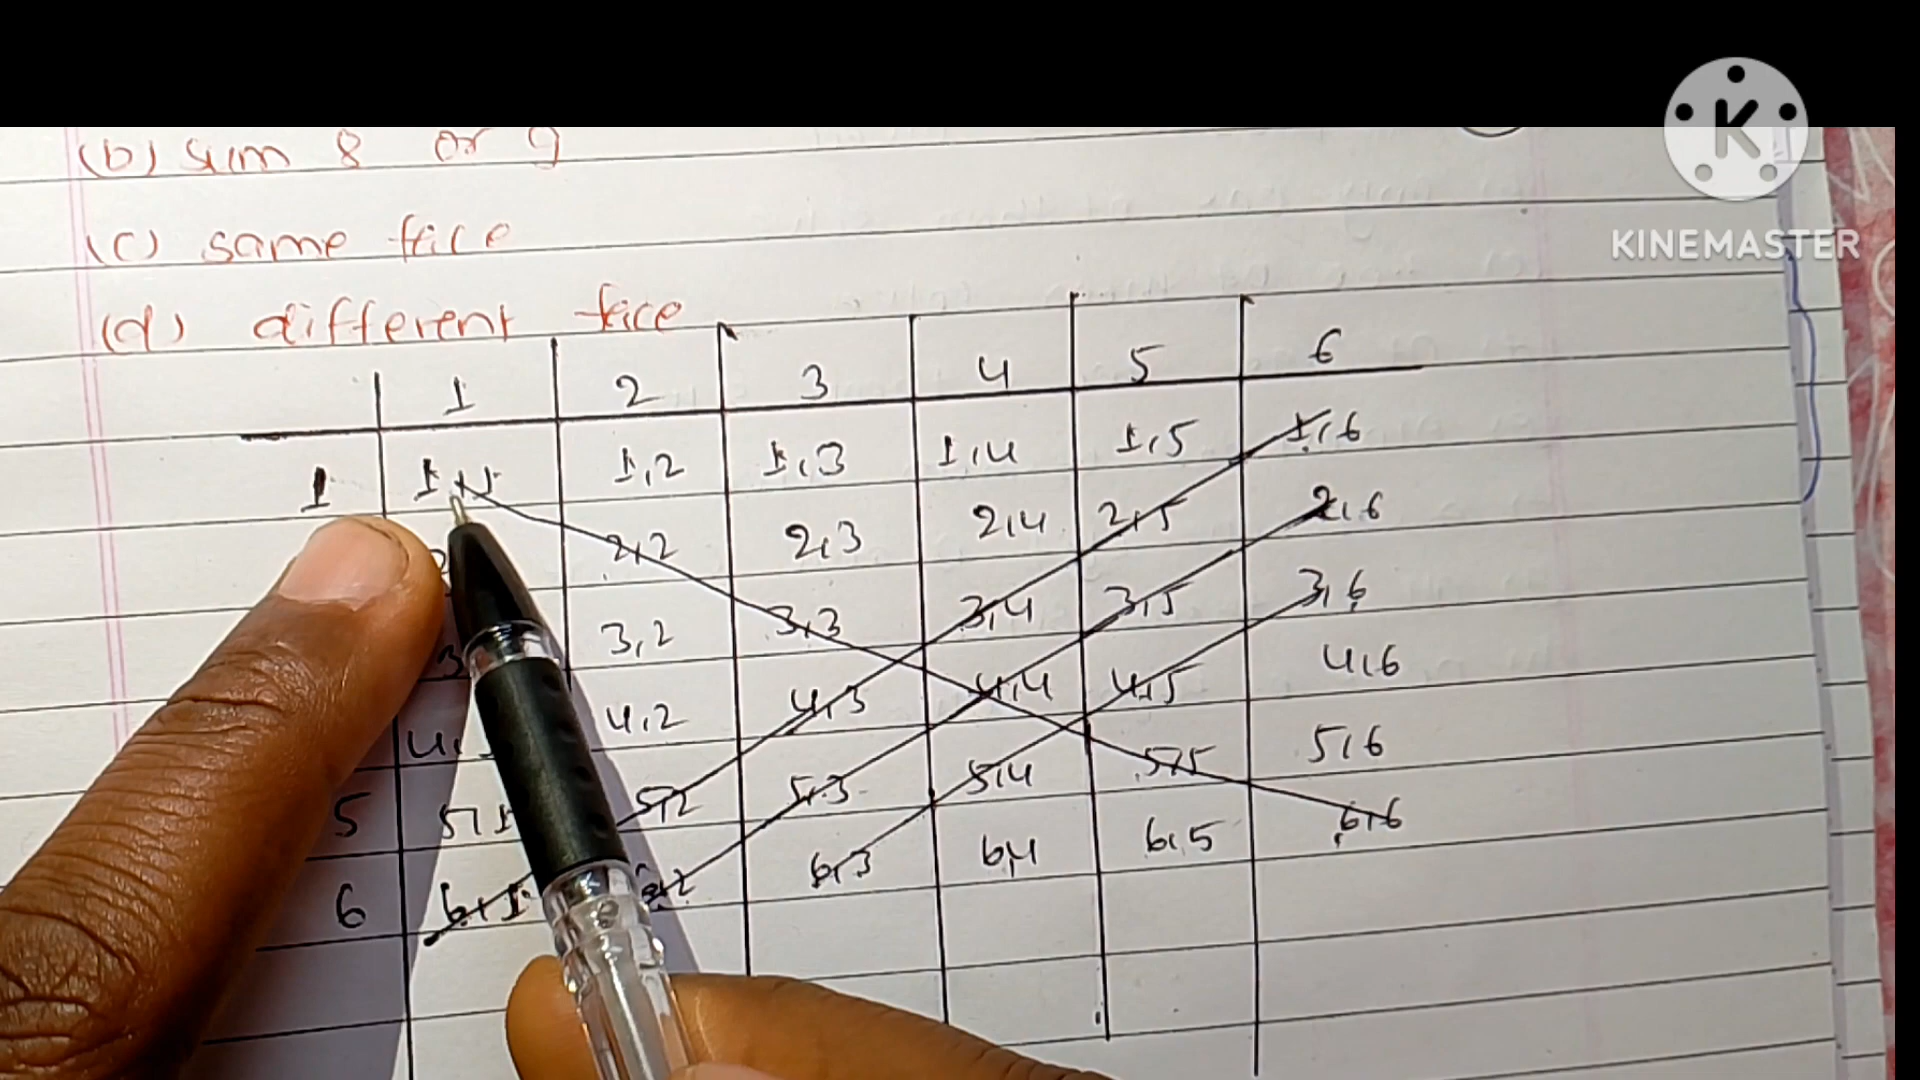 KINEMASTER
(b) sum 8 or 9
(c) same face
(d) different face
1 2 3 4 5 6
1 1,1 1,2 1,3 1,4 1,5 1,6
2,2 2,3 2,4 2,5 2,6
3,2 3,3 3,4 3,5 3,6
4,2 4,3 4,4 4,5 4,6
5 5,1 5,2 5,3 5,4 5,5 5,6
6 6,1 6,2 6,3 6,4 6,5 6,6